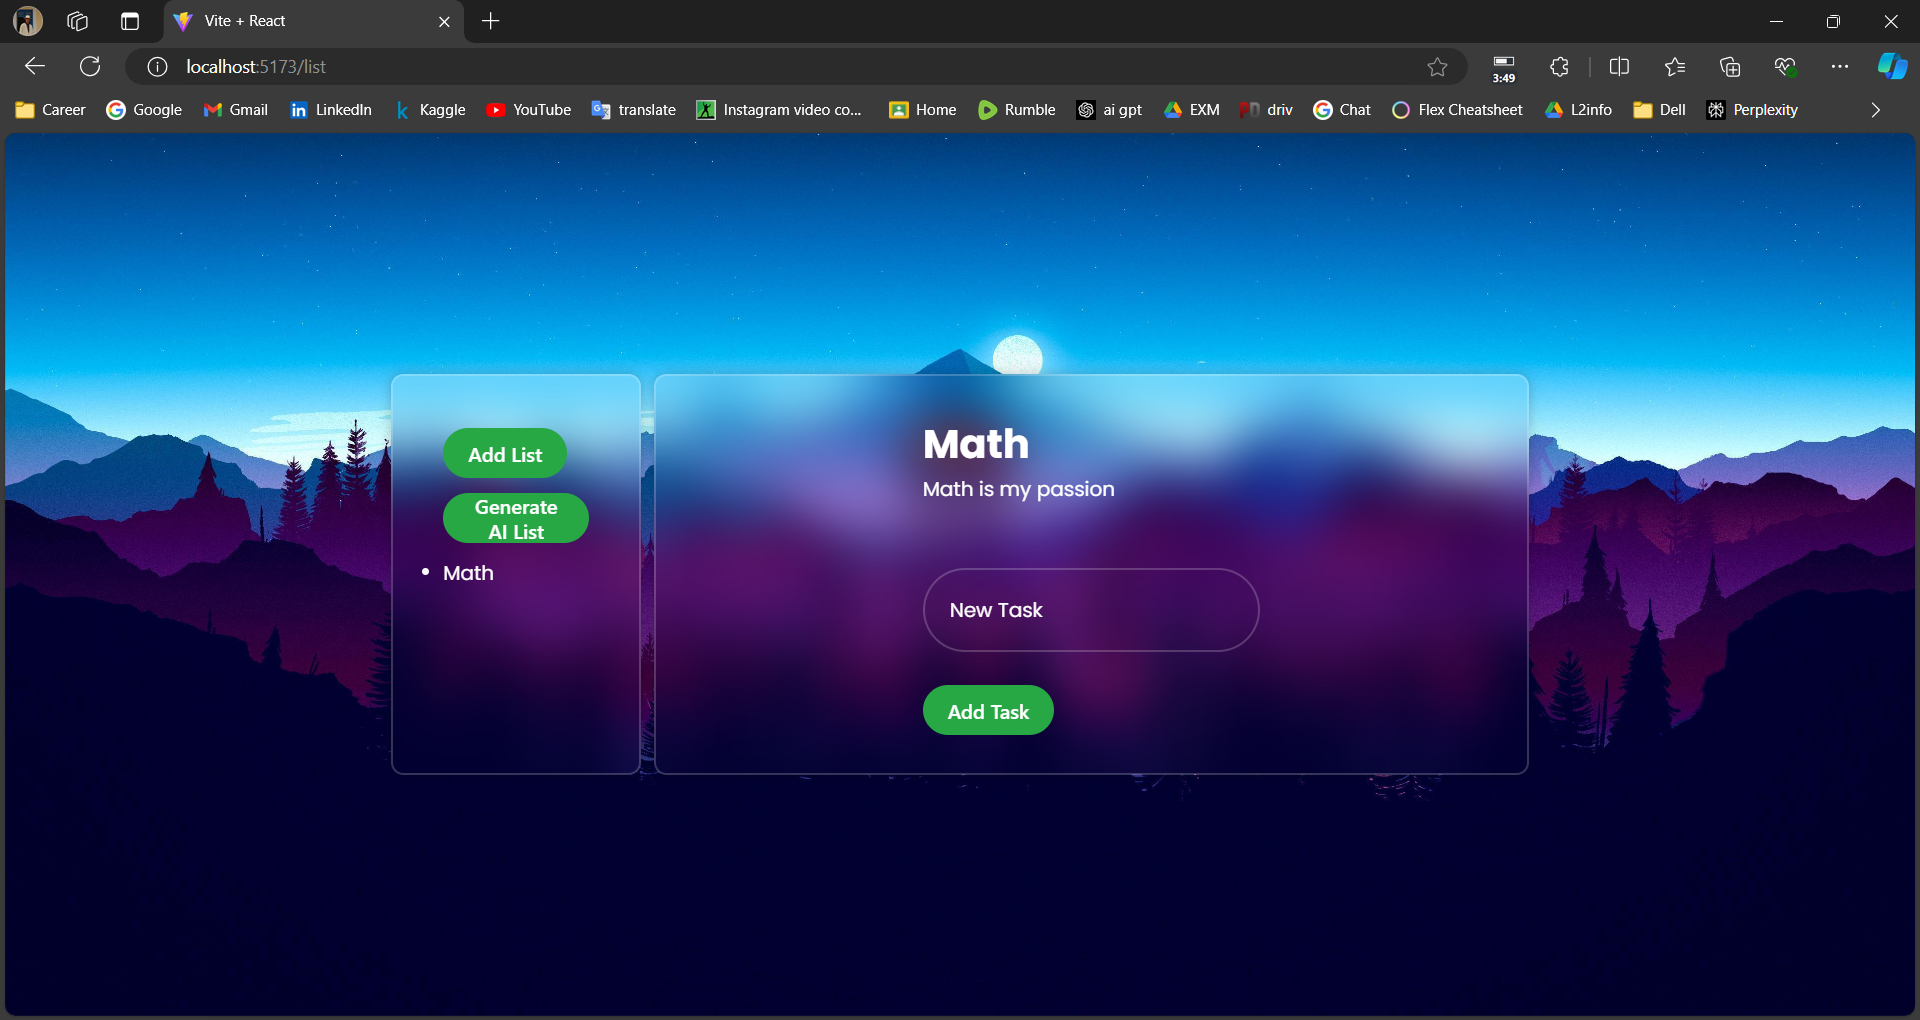 Vite + React
localhost:5173/list
3:49
Career
Google
Gmail
LinkedIn
Kaggle
YouTube
translate
Instagram video co...
Home
Rumble
ai gpt
EXM
driv
Chat
Flex Cheatsheet
L2info
Dell
Perplexity
Add List
Generate
AI List
Math
Math
Math is my passion
New Task
Add Task